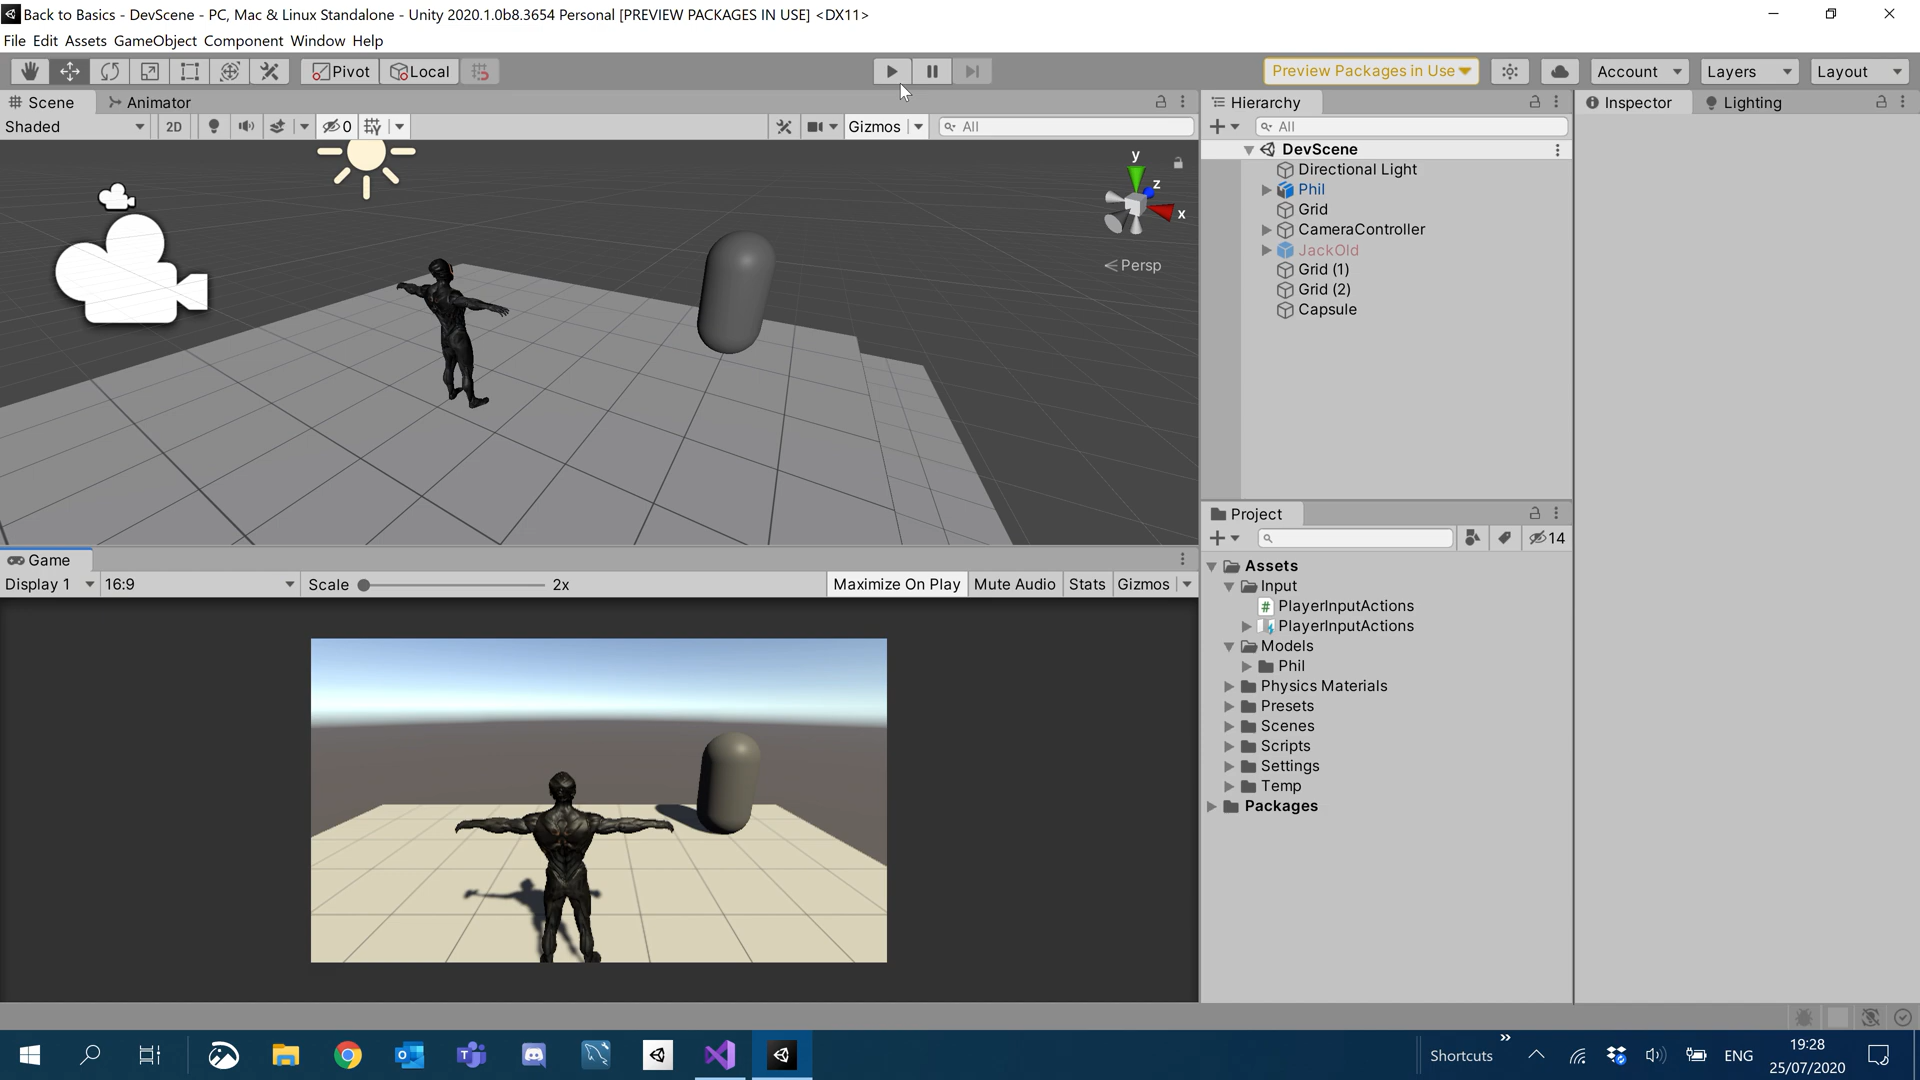 Back to Basics - DevScene - PC, Mac & Linux Standalone - Unity 2020.1.0b8.3654 Personal [PREVIEW PACKAGES IN USE] <DX11>
File Edit Assets GameObject Component Window Help
Pivot Local Preview Packages in Use Account Layers Layout
Scene Animator
Shaded 2D 0 Gizmos All
y
z
x
Persp
Hierarchy
All
DevScene
Directional Light
Phil
Grid
CameraController
JackOld
Grid (1)
Grid (2)
Capsule
Inspector Lighting
Game
Display 1 16:9 Scale 2x Maximize On Play Mute Audio Stats Gizmos
Project
14
Assets
Input
# PlayerInputActions
PlayerInputActions
Models
Phil
Physics Materials
Presets
Scenes
Scripts
Settings
Temp
Packages
Shortcuts » ENG 19:28
25/07/2020